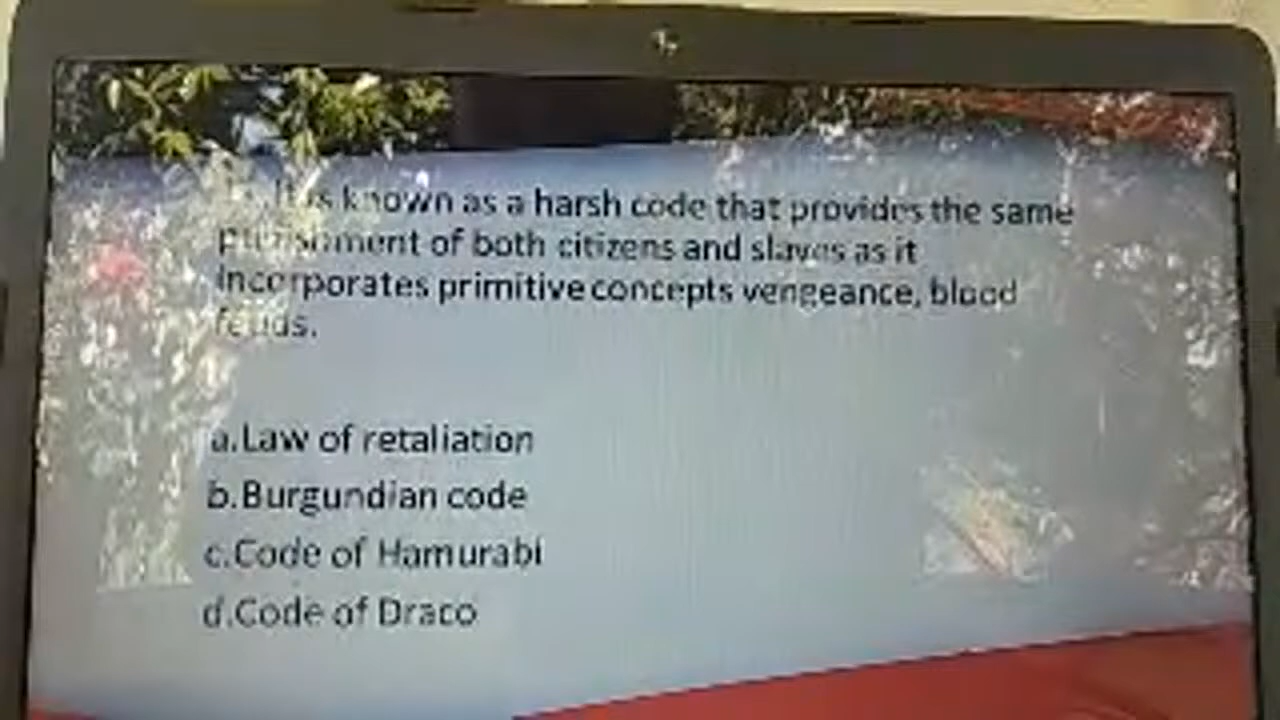 is known as a harsh code that provides the same
punishment of both citizens and slaves as it
incorporates primitive concepts vengeance, blood
feuds.
a.Law of retaliation
b.Burgundian code
c.Code of Hamurabi
d.Code of Draco